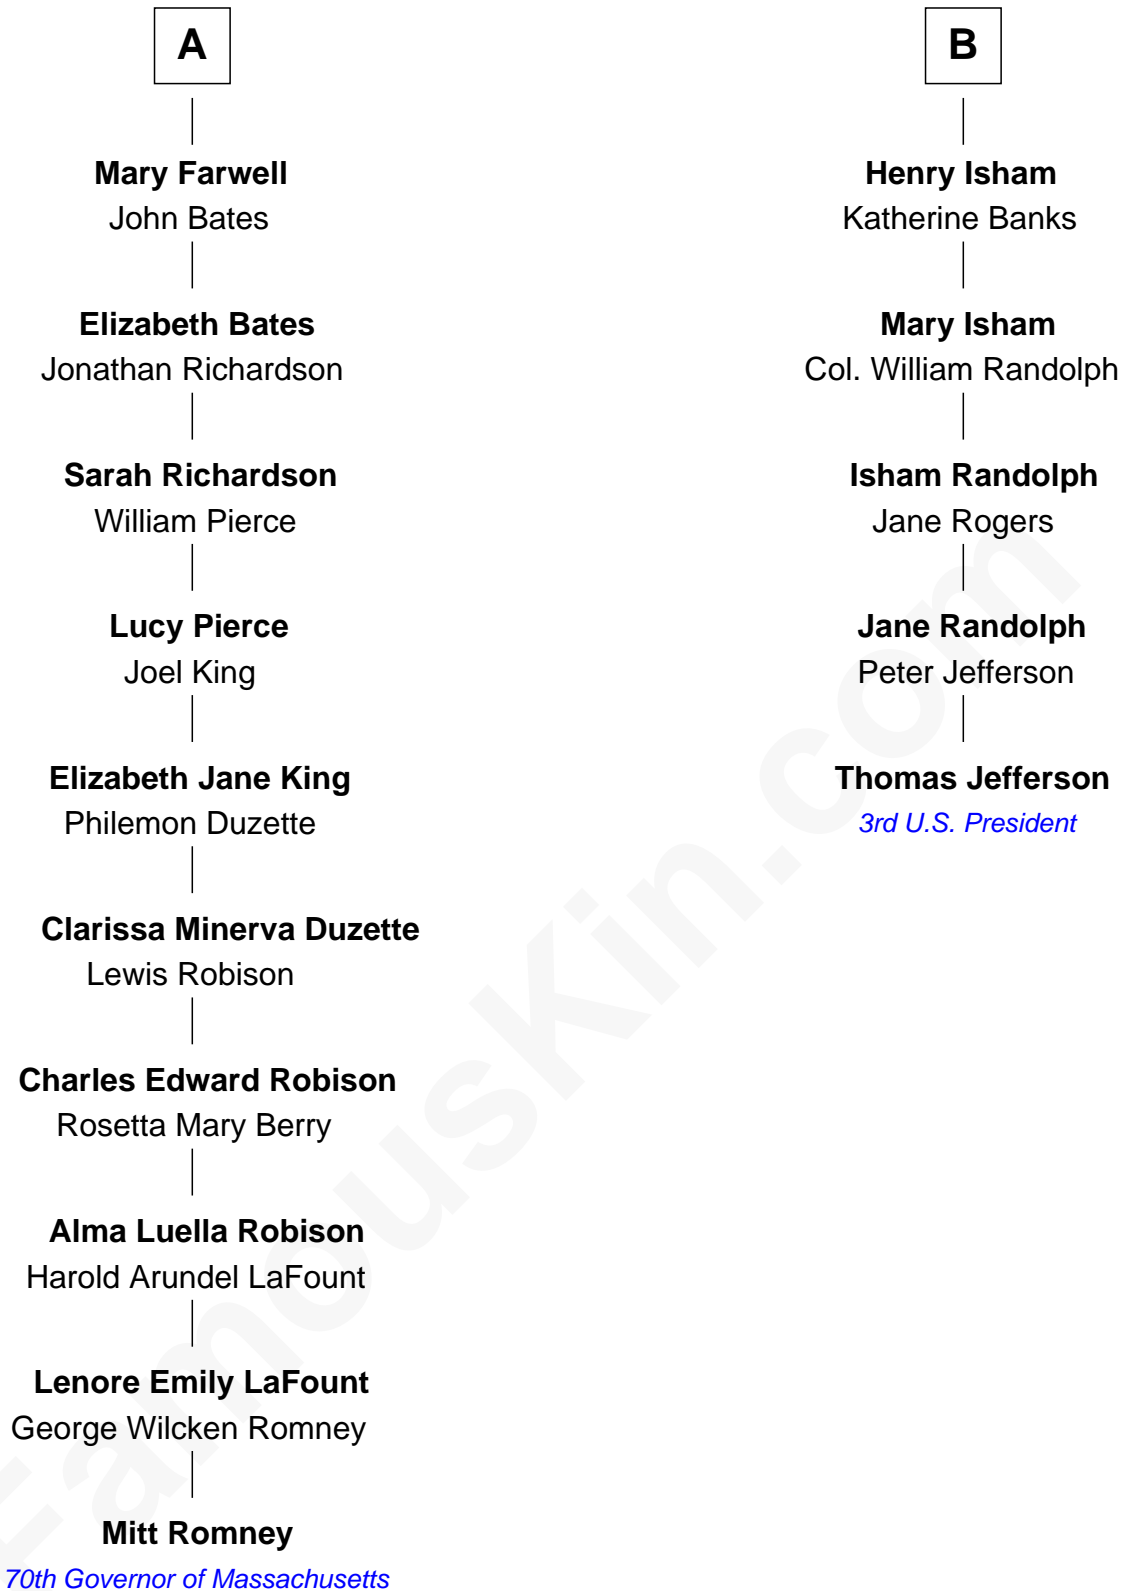 A
Mary Farwell
John Bates
Elizabeth Bates
Jonathan Richardson
Sarah Richardson
William Pierce
Lucy Pierce
Joel King
Elizabeth Jane King
Philemon Duzette
Clarissa Minerva Duzette
Lewis Robison
Charles Edward Robison
Rosetta Mary Berry
Alma Luella Robison
Harold Arundel LaFount
Lenore Emily LaFount
George Wilcken Romney
Mitt Romney
70th Governor of Massachusetts
B
Henry Isham
Katherine Banks
Mary Isham
Col. William Randolph
Isham Randolph
Jane Rogers
Jane Randolph
Peter Jefferson
Thomas Jefferson
3rd U.S. President
FamousKin.com